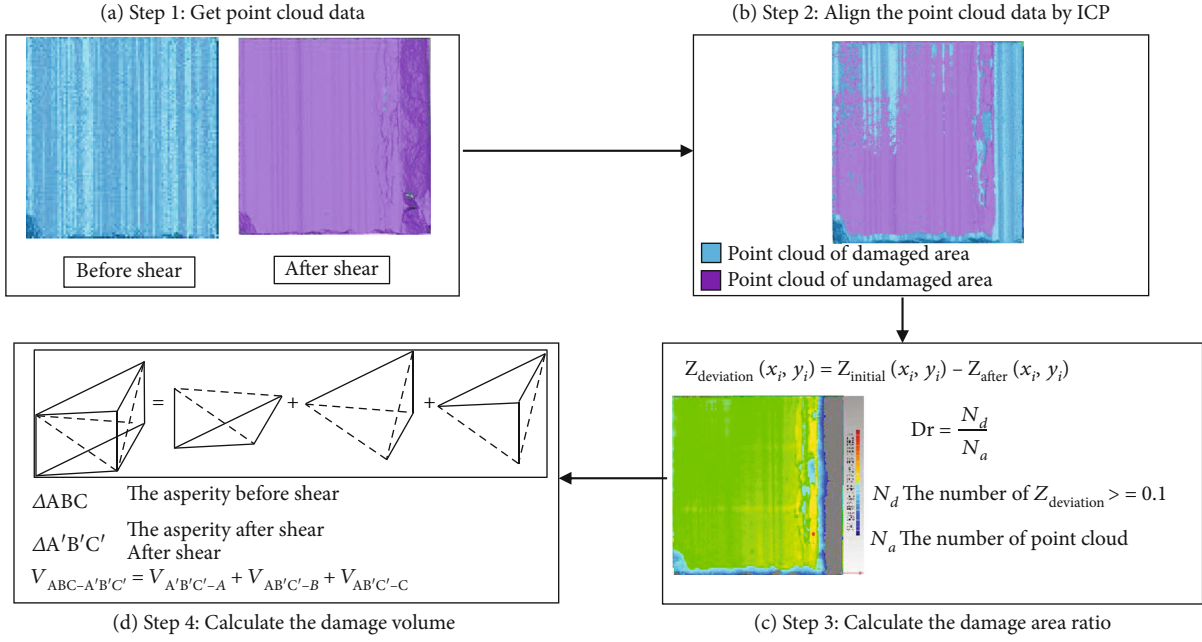 (a) Step 1: Get point cloud data
Before shear
After shear
(b) Step 2: Align the point cloud data by ICP
Point cloud of damaged area
Point cloud of undamaged area
Z_deviation (x_i, y_i) = Z_initial (x_i, y_i) – Z_after (x_i, y_i)
Dr = N_d / N_a
N_d The number of Z_deviation > = 0.1
N_a The number of point cloud
(c) Step 3: Calculate the damage area ratio
= + +
ΔABC The asperity before shear
ΔA′B′C′ The asperity after shear
After shear
V_ABC–A′B′C′ = V_A′B′C′–A + V_AB′C′–B + V_AB′C′–C
(d) Step 4: Calculate the damage volume